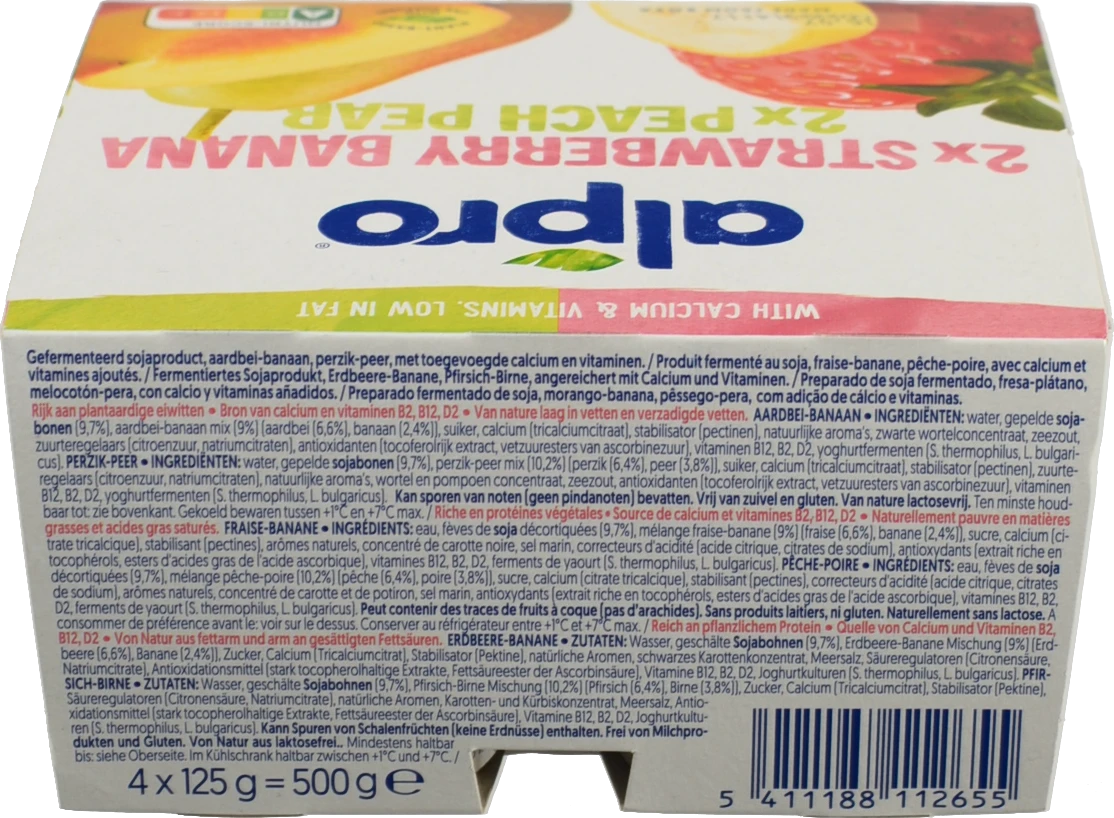 2x PEACH PEAR
2x STRAWBERRY BANANA
alpro®
WITH CALCIUM & VITAMINS, LOW IN FAT
Gefermenteerd sojaproduct, aardbei-banaan, perzik-peer, met toegevoegde calcium en vitaminen. / Produit fermenté au soja, fraise-banane, pêche-poire, avec calcium et
vitamines ajoutés. / Fermentiertes Sojaprodukt, Erdbeere-Banane, Pfirsich-Birne, angereichert mit Calcium und Vitaminen. / Preparado de soja fermentado, fresa-plátano,
melocotón-pera, con calcio y vitaminas añadidos. / Preparado fermentado de soja, morango-banana, pêssego-pera, com adição de cálcio e vitaminas.
Rijk aan plantaardige eiwitten • Bron van calcium en vitaminen B2, B12, D2 • Van nature laag in vetten en verzadigde vetten. AARDBEI-BANAAN • INGREDIËNTEN: water, gepelde soja-
bonen (9,7%), aardbei-banaan mix (9%) (aardbei (6,6%), banaan (2,4%)), suiker, calcium (tricalciumcitraat), stabilisator (pectinen), natuurlijke aroma's, zwarte wortelconcentraat, zeezout,
zuurteregelaars (citroenzuur, natriumcitraten), antioxidanten (tocoferolrijk extract, vetzuuresters van ascorbinezuur), vitaminen B12, B2, D2, yoghurtfermenten (S. thermophilus, L. bulgari-
cus). PERZIK-PEER • INGREDIËNTEN: water, gepelde sojabonen (9,7%), perzik-peer mix (10,2%) (perzik (6,4%), peer (3,8%)), suiker, calcium (tricalciumcitraat), stabilisator (pectinen), zuurte-
regelaars (citroenzuur, natriumcitraten), natuurlijke aroma's, wortel en pompoen concentraat, zeezout, antioxidanten (tocoferolrijk extract, vetzuuresters van ascorbinezuur), vitaminen
B12, B2, D2, yoghurtfermenten (S. thermophilus, L. bulgaricus). Kan sporen van noten (geen pindanoten) bevatten. Vrij van zuivel en gluten. Van nature lactosevrij. Ten minste houd-
baar tot: zie bovenkant. Gekoeld bewaren tussen +1°C en +7°C max. / Riche en protéines végétales • Source de calcium et vitamines B2, B12, D2 • Naturellement pauvre en matières
grasses et acides gras saturés. FRAISE-BANANE • INGRÉDIENTS: eau, fèves de soja décortiquées (9,7%), mélange fraise-banane (9%) (fraise (6,6%), banane (2,4%)), sucre, calcium (ci-
trate tricalcique), stabilisant (pectines), arômes naturels, concentré de carotte noire, sel marin, correcteurs d'acidité (acide citrique, citrates de sodium), antioxydants (extrait riche en
tocophérols, esters d'acides gras de l'acide ascorbique), vitamines B12, B2, D2, ferments de yaourt (S. thermophilus, L. bulgaricus). PÊCHE-POIRE • INGRÉDIENTS: eau, fèves de soja
décortiquées (9,7%), mélange pêche-poire (10,2%) (pêche (6,4%), poire (3,8%)), sucre, calcium (citrate tricalcique), stabilisant (pectines), correcteurs d'acidité (acide citrique, citrates
de sodium), arômes naturels, concentré de carotte et de potiron, sel marin, antioxydants (extrait riche en tocophérols, esters d'acides gras de l'acide ascorbique), vitamines B12, B2,
D2, ferments de yaourt (S. thermophilus, L. bulgaricus). Peut contenir des traces de fruits à coque (pas d'arachides). Sans produits laitiers, ni gluten. Naturellement sans lactose. A
consommer de préférence avant le: voir sur le dessus. Conserver au réfrigérateur entre +1°C et +7°C max. / Reich an pflanzlichem Protein • Quelle von Calcium und Vitaminen B2,
B12, D2 • Von Natur aus fettarm und arm an gesättigten Fettsäuren. ERDBEERE-BANANE • ZUTATEN: Wasser, geschälte Sojabohnen (9,7%), Erdbeere-Banane Mischung (9%) (Erd-
beere (6,6%), Banane (2,4%)), Zucker, Calcium (Tricalciumcitrat), Stabilisator (Pektine), natürliche Aromen, schwarzes Karottenkonzentrat, Meersalz, Säureregulatoren (Citronensäure,
Natriumcitrate), Antioxidationsmittel (stark tocopherolhaltige Extrakte, Fettsäureester der Ascorbinsäure), Vitamine B12, B2, D2, Joghurtkulturen (S. thermophilus, L. bulgaricus). PFIR-
SICH-BIRNE • ZUTATEN: Wasser, geschälte Sojabohnen (9,7%), Pfirsich-Birne Mischung (10,2%) (Pfirsich (6,4%), Birne (3,8%)), Zucker, Calcium (Tricalciumcitrat), Stabilisator (Pektine),
Säureregulatoren (Citronensäure, Natriumcitrate), natürliche Aromen, Karotten- und Kürbiskonzentrat, Meersalz, Antio-
xidationsmittel (stark tocopherolhaltige Extrakte, Fettsäureester der Ascorbinsäure), Vitamine B12, B2, D2, Joghurtkultu-
ren (S. thermophilus, L. bulgaricus). Kann Spuren von Schalenfrüchten (keine Erdnüsse) enthalten. Frei von Milchpro-
dukten und Gluten. Von Natur aus laktosefrei.. Mindestens haltbar
bis: siehe Oberseite. Im Kühlschrank haltbar zwischen +1°C und +7°C. /
4 x 125 g = 500 g ℮
5 411188 112655